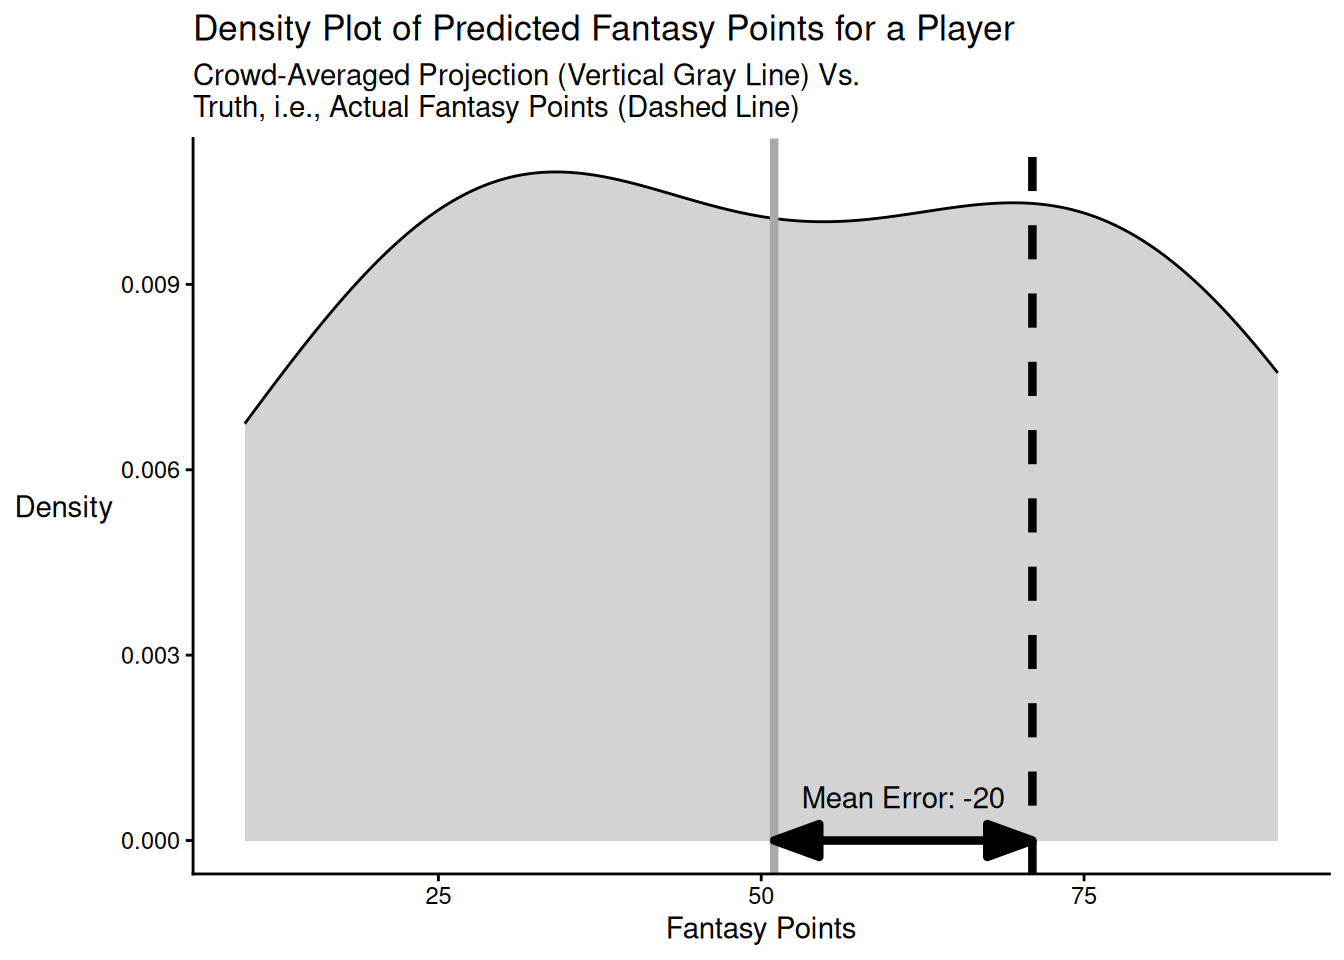 Density Plot of Predicted Fantasy Points for a Player
Crowd-Averaged Projection (Vertical Gray Line) Vs.
Truth, i.e., Actual Fantasy Points (Dashed Line)
0.009
0.006
Density
0.003
Mean Error: -20
0.000
25 50 75
Fantasy Points